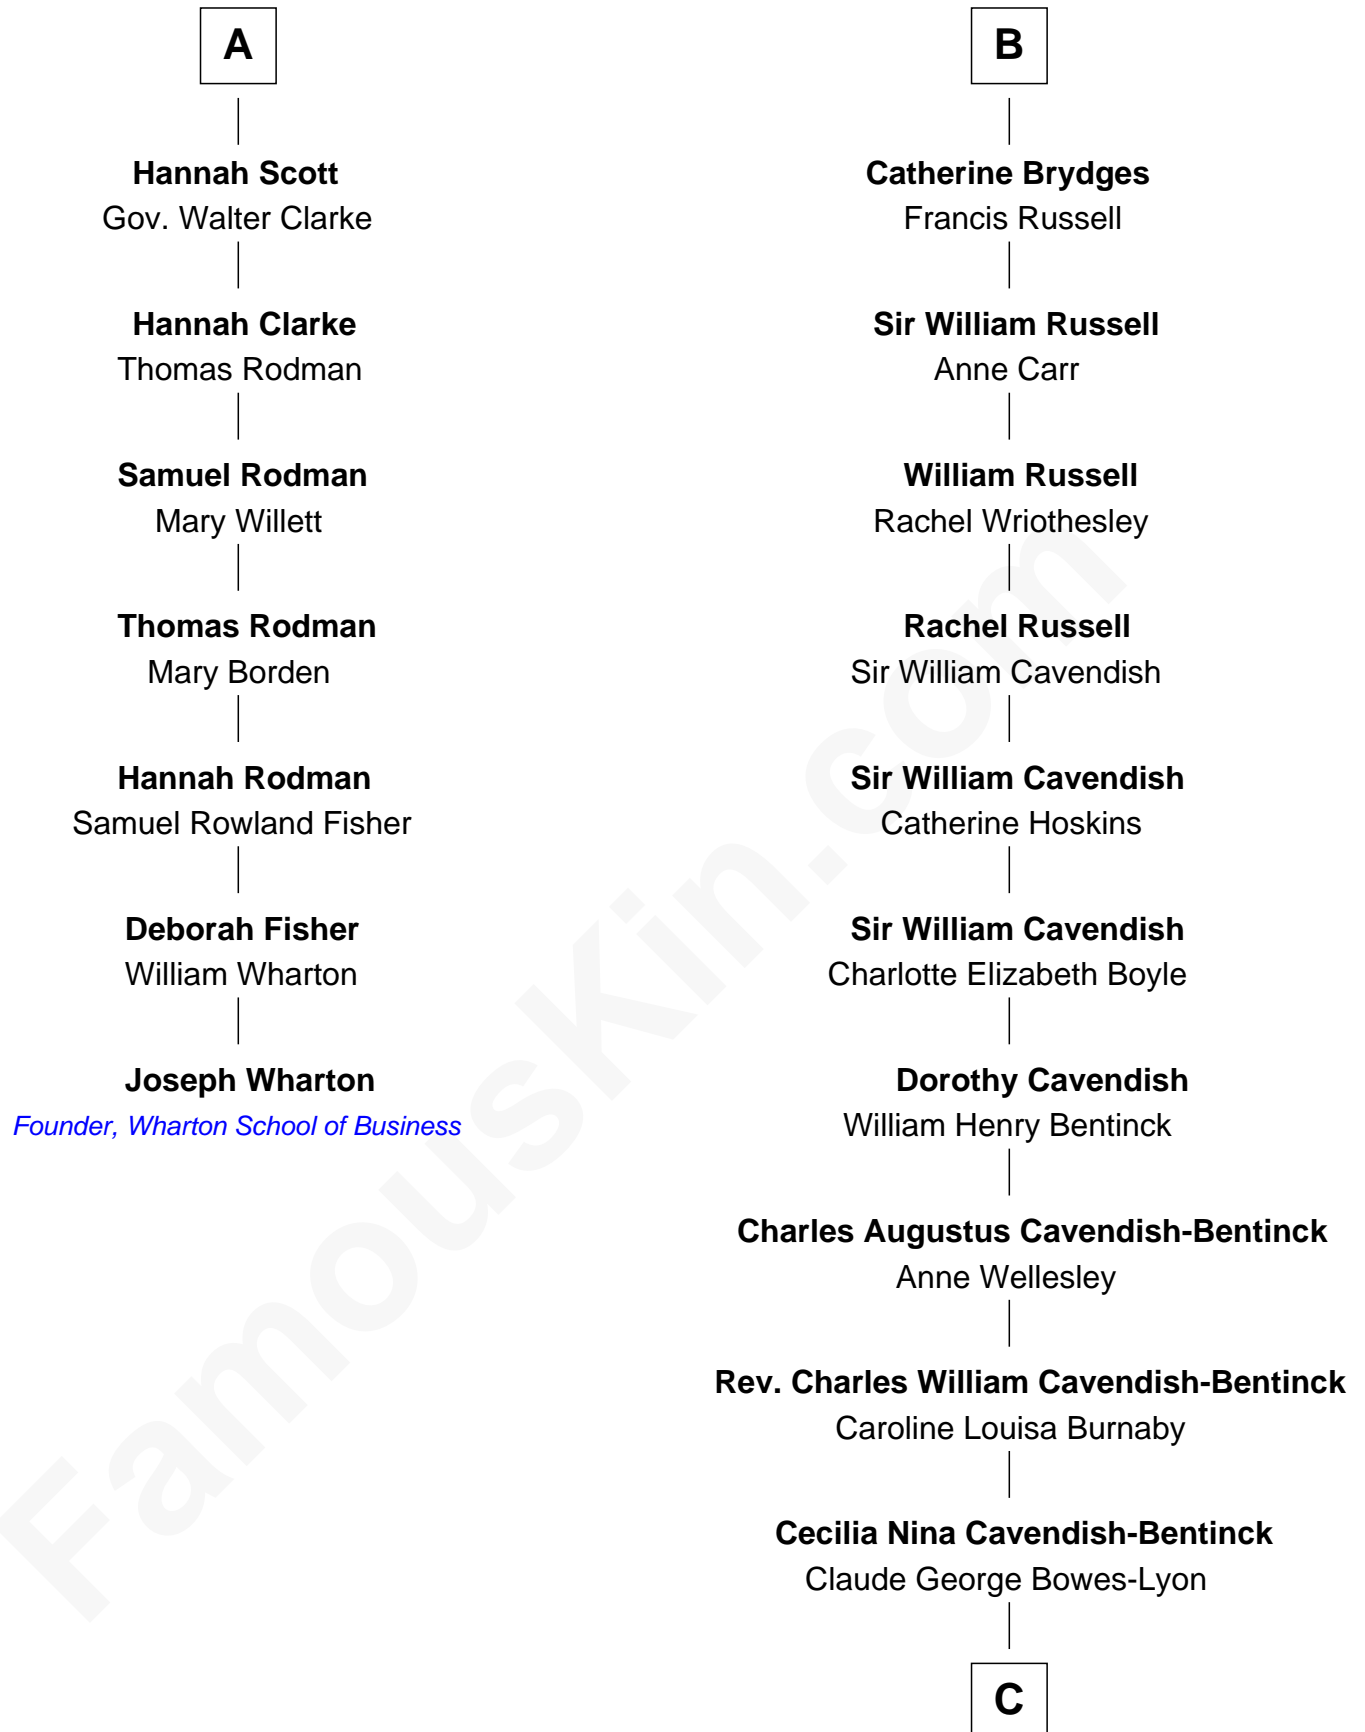 A
Hannah Scott
Gov. Walter Clarke
Hannah Clarke
Thomas Rodman
Samuel Rodman
Mary Willett
Thomas Rodman
Mary Borden
Hannah Rodman
Samuel Rowland Fisher
Deborah Fisher
William Wharton
Joseph Wharton
Founder, Wharton School of Business
B
Catherine Brydges
Francis Russell
Sir William Russell
Anne Carr
William Russell
Rachel Wriothesley
Rachel Russell
Sir William Cavendish
Sir William Cavendish
Catherine Hoskins
Sir William Cavendish
Charlotte Elizabeth Boyle
Dorothy Cavendish
William Henry Bentinck
Charles Augustus Cavendish-Bentinck
Anne Wellesley
Rev. Charles William Cavendish-Bentinck
Caroline Louisa Burnaby
Cecilia Nina Cavendish-Bentinck
Claude George Bowes-Lyon
C
FamousKin.com